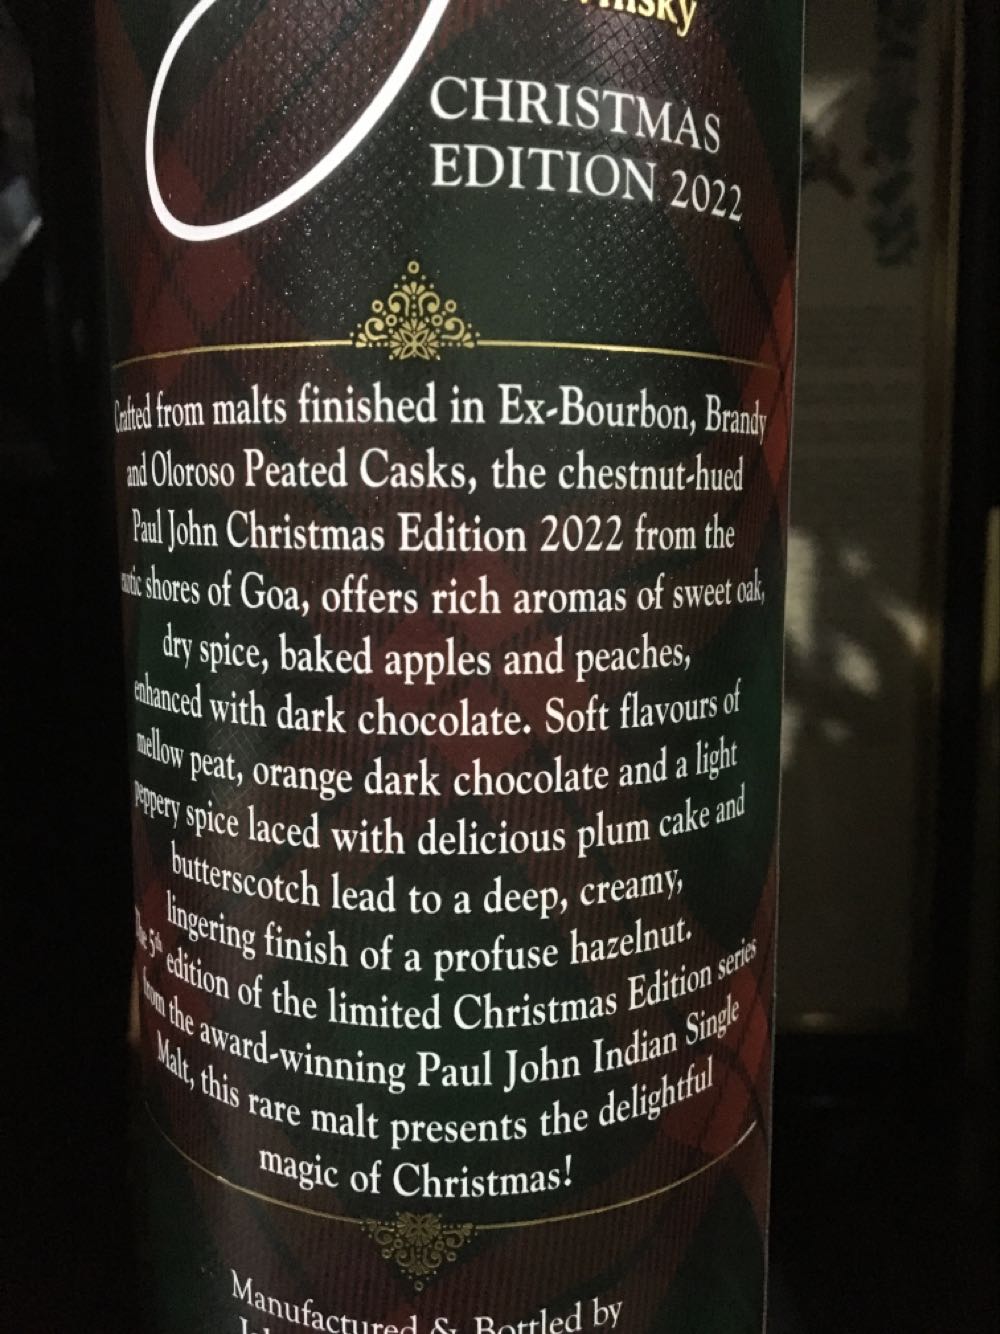 CHRISTMAS
EDITION 2022
Crafted from malts finished in Ex-Bourbon, Brandy
and Oloroso Peated Casks, the chestnut-hued
Paul John Christmas Edition 2022 from the
exotic shores of Goa, offers rich aromas of sweet oak,
dry spice, baked apples and peaches,
enhanced with dark chocolate. Soft flavours of
mellow peat, orange dark chocolate and a light
peppery spice laced with delicious plum cake and
butterscotch lead to a deep, creamy,
lingering finish of a profuse hazelnut.
The 5th edition of the limited Christmas Edition series
from the award-winning Paul John Indian Single
Malt, this rare malt presents the delightful
magic of Christmas!
Manufactured & Bottled by